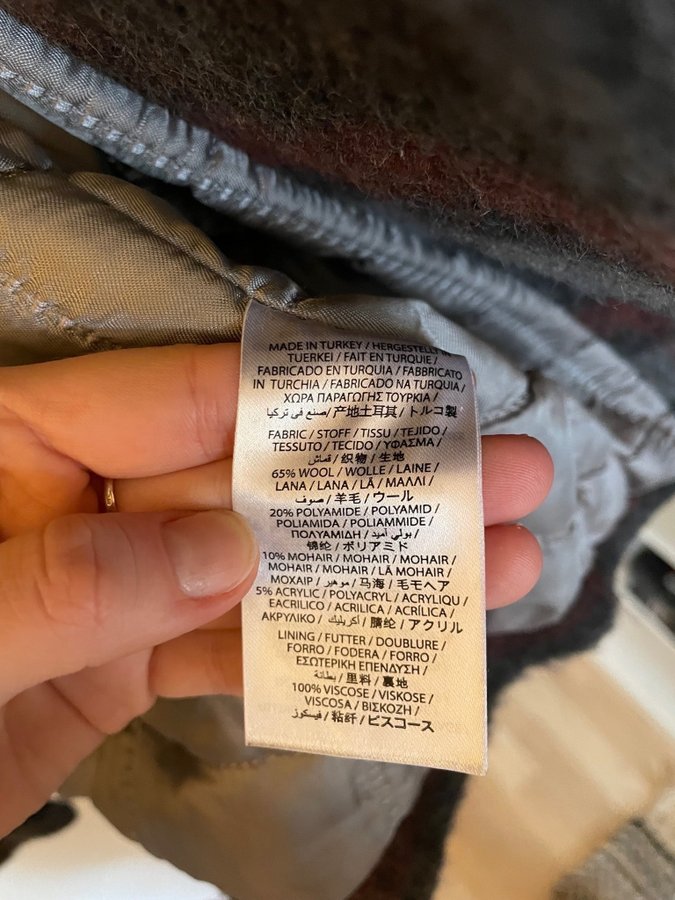 MADE IN TURKEY / HERGESTELLT IN
TUERKEI / FAIT EN TURQUIE /
FABRICADO EN TURQUIA / FABBRICATO
IN TURCHIA / FABRICADO NA TURQUIA /
ΧΩΡΑ ΠΑΡΑΓΩΓΗΣ ΤΟΥΡΚΙΑ /
صنع في تركيا / 产地土耳其 / トルコ製
FABRIC / STOFF / TISSU / TEJIDO /
TESSUTO / TECIDO / ΥΦΑΣΜΑ /
قماش / 织物 / 生地
65% WOOL / WOLLE / LAINE /
LANA / LANA / LÃ / ΜΑΛΛΙ /
صوف / 羊毛 / ウール
20% POLYAMIDE / POLYAMID /
POLIAMIDA / POLIAMMIDE /
ΠΟΛΥΑΜΙΔΗ / بولي أميد /
锦纶 / ポリアミド
10% MOHAIR / MOHAIR / MOHAIR /
MOHAIR / MOHAIR / LÃ MOHAIR /
ΜΟΧΑΙΡ / موهير / 马海 / モヘア
5% ACRYLIC / POLYACRYL / ACRYLIQU /
EACRILICO / ACRILICA / ACRÍLICA /
ΑΚΡΥΛΙΚΟ / أكريليك / 腈纶 / アクリル
LINING / FUTTER / DOUBLURE /
FORRO / FODERA / FORRO /
ΕΣΩΤΕΡΙΚΗ ΕΠΕΝΔΥΣΗ /
بطانة / 里料 / 裏地
100% VISCOSE / VISKOSE /
VISCOSA / ΒΙΣΚΟΖΗ /
فيسكوز / 粘纤 / ビスコース